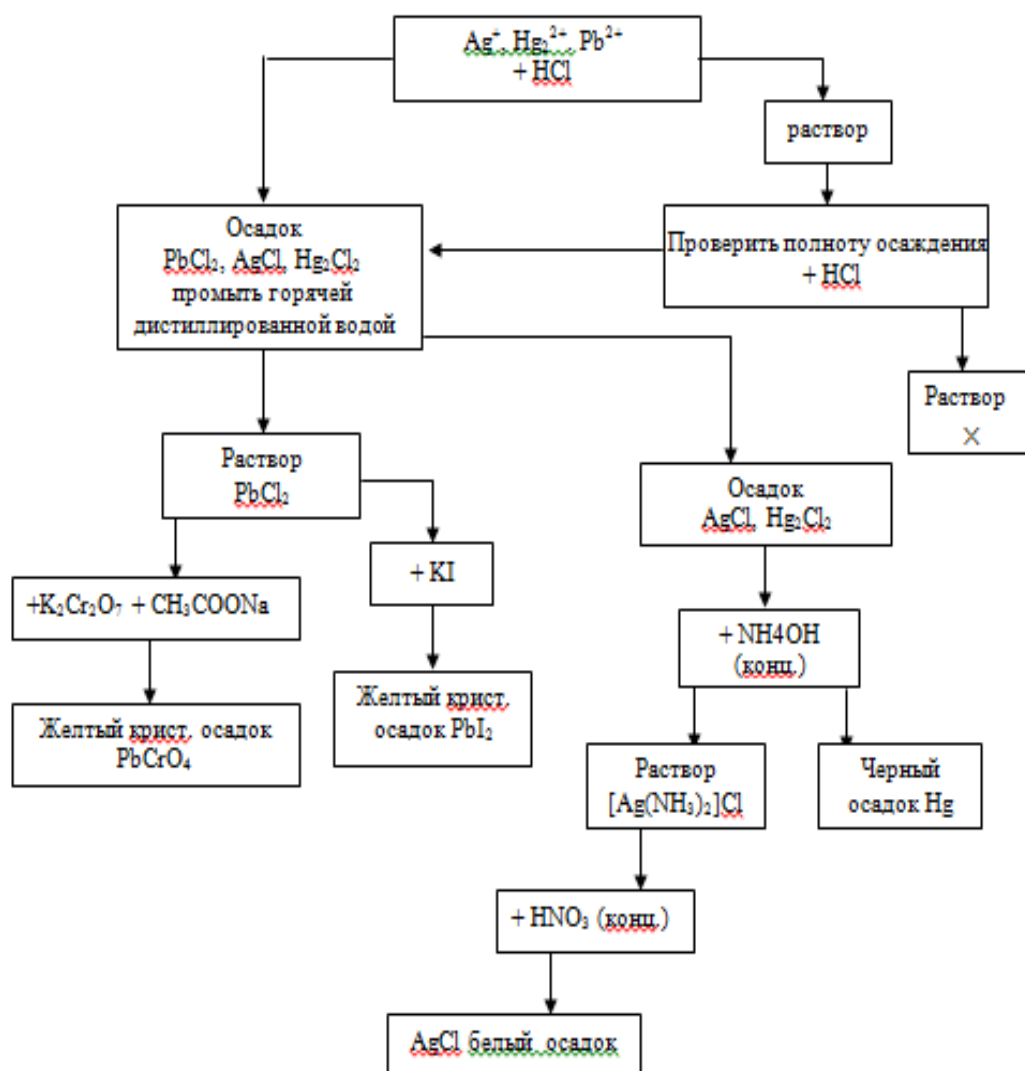 Ag⁺, Hg₂²⁺, Pb²⁺
+ HCl
раствор
Осадок
PbCl₂, AgCl, Hg₂Cl₂
промыть горячей
дистиллированной водой
Проверить полноту осаждения
+ HCl
Раствор
X
Раствор
PbCl₂
Осадок
AgCl, Hg₂Cl₂
+ KI
+K₂Cr₂O₇ + CH₃COONa
+ NH4OH
(конц.)
Желтый крист. осадок
PbCrO₄
Желтый крист.
осадок PbI₂
Раствор
[Ag(NH₃)₂]Cl
Черный
осадок Hg
+ HNO₃ (конц.)
AgCl белый осадок